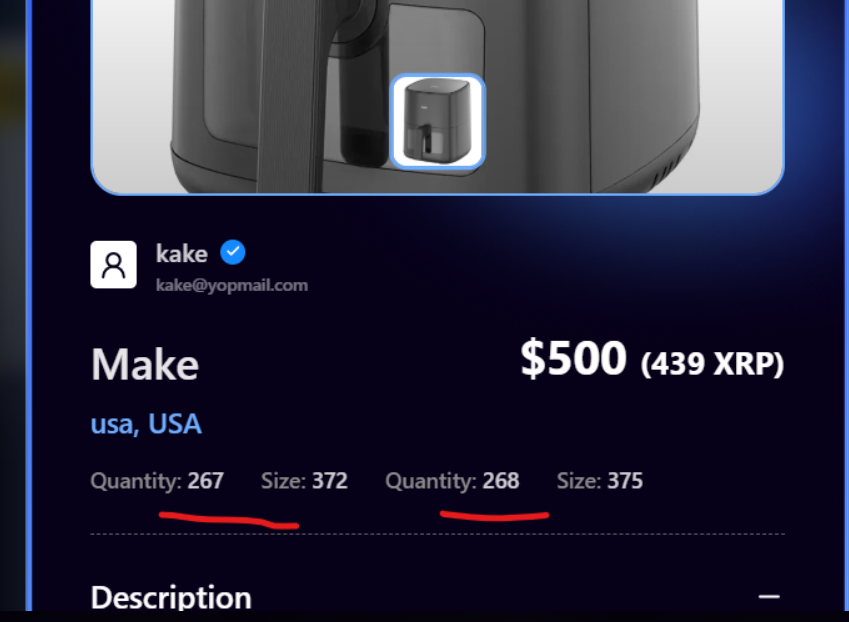 kake
kake@yopmail.com
Make
$500 (439 XRP)
usa, USA
Quantity: 267 Size: 372 Quantity: 268 Size: 375
Description